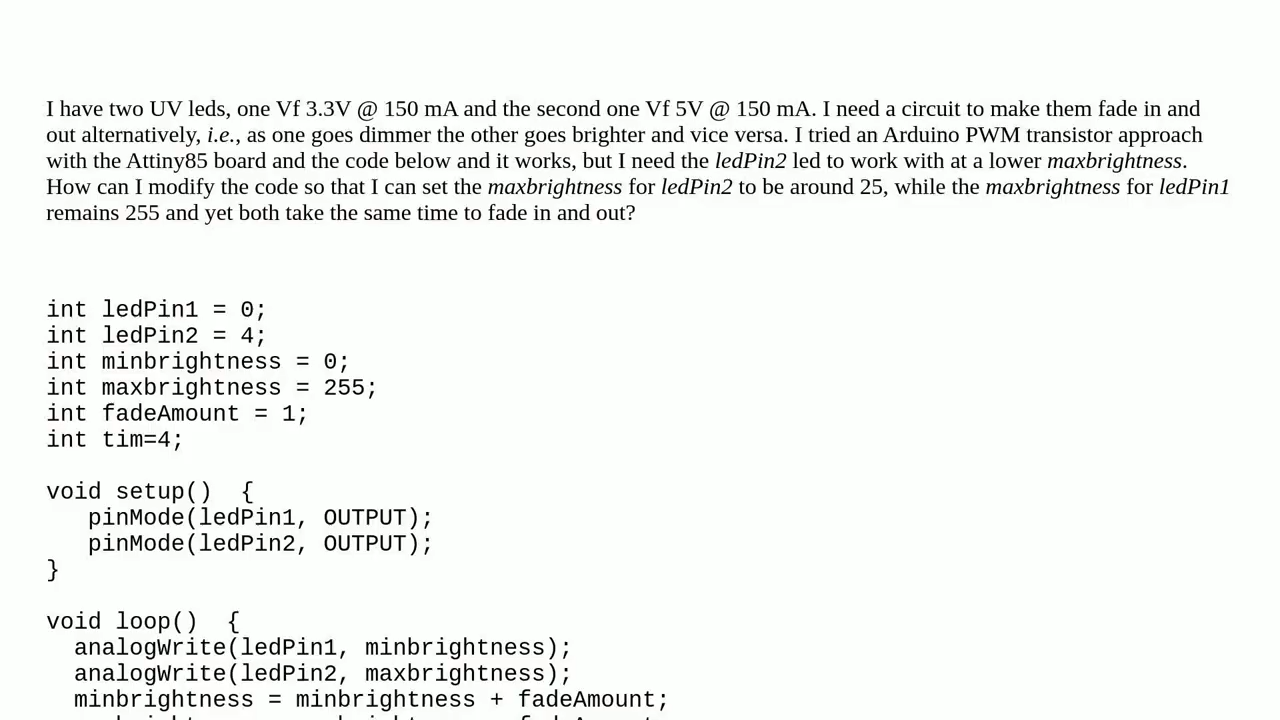 I have two UV leds, one Vf 3.3V @ 150 mA and the second one Vf 5V @ 150 mA. I need a circuit to make them fade in and
out alternatively, i.e., as one goes dimmer the other goes brighter and vice versa. I tried an Arduino PWM transistor approach
with the Attiny85 board and the code below and it works, but I need the ledPin2 led to work with at a lower maxbrightness.
How can I modify the code so that I can set the maxbrightness for ledPin2 to be around 25, while the maxbrightness for ledPin1
remains 255 and yet both take the same time to fade in and out?
int ledPin1 = 0;
int ledPin2 = 4;
int minbrightness = 0;
int maxbrightness = 255;
int fadeAmount = 1;
int tim=4;
void setup()  {
   pinMode(ledPin1, OUTPUT);
   pinMode(ledPin2, OUTPUT);
}
void loop()  {
  analogWrite(ledPin1, minbrightness);
  analogWrite(ledPin2, maxbrightness);
  minbrightness = minbrightness + fadeAmount;